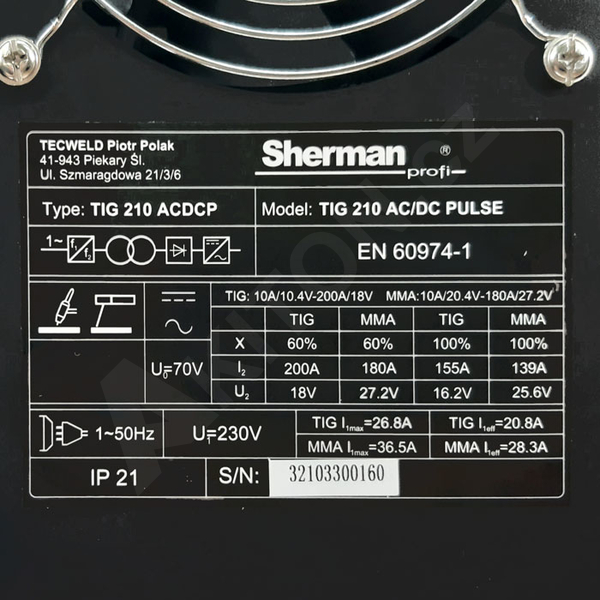 TECWELD Piotr Polak
41-943 Piekary Śl.
Ul. Szmaragdowa 21/3/6
Sherman ®
profi
Type: TIG 210 ACDCP
Model: TIG 210 AC/DC PULSE
1~ f₁ f₂
EN 60974-1
TIG: 10A/10.4V-200A/18V MMA:10A/20.4V-180A/27.2V
TIG MMA TIG MMA
X 60% 60% 100% 100%
U₀=70V
I₂ 200A 180A 155A 139A
U₂ 18V 27.2V 16.2V 25.6V
1~50Hz
U₁=230V
TIG I1max=26.8A TIG I1eff=20.8A
MMA I1max=36.5A MMA I1eff=28.3A
IP 21
S/N: 32103300160
AKITON.CZ